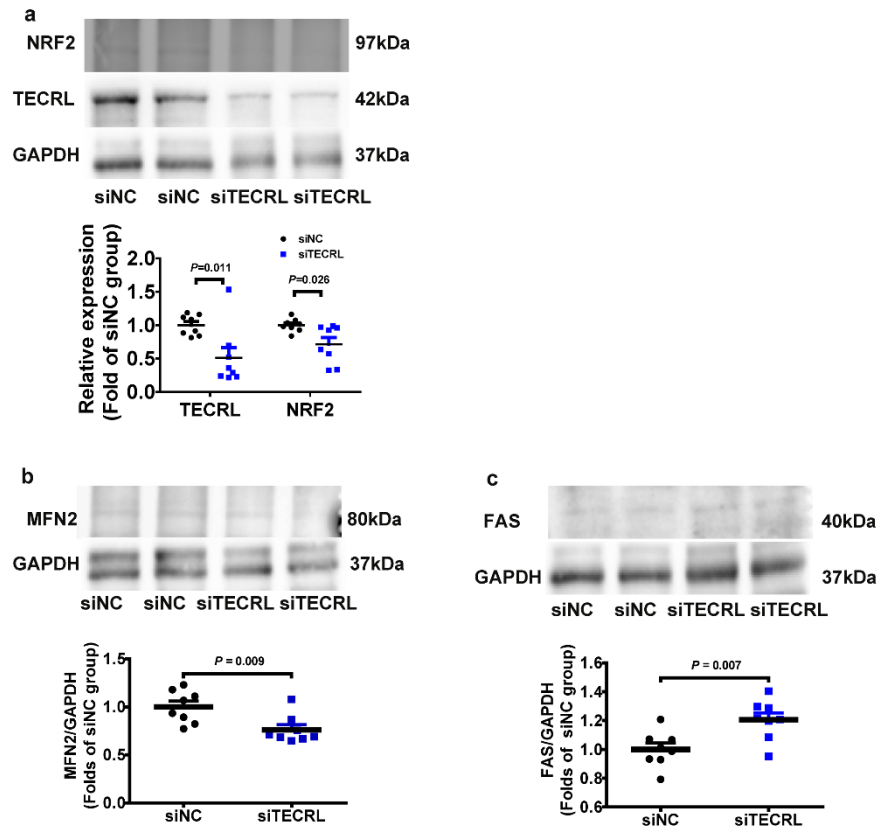 a
NRF2 97kDa
TECRL 42kDa
GAPDH 37kDa
siNC siNC siTECRL siTECRL
siNC
siTECRL
Relative expression
(Fold of siNC group)
2.0
1.5
1.0
0.5
0.0
P=0.011
P=0.026
TECRL NRF2
b
MFN2 80kDa
GAPDH 37kDa
siNC siNC siTECRL siTECRL
MFN2/GAPDH
(Folds of siNC group)
1.5
1.0
0.5
0.0
P = 0.009
siNC siTECRL
c
FAS 40kDa
GAPDH 37kDa
siNC siNC siTECRL siTECRL
FAS/GAPDH
(Folds of siNC group)
1.6
1.4
1.2
1.0
0.8
0.6
P = 0.007
siNC siTECRL